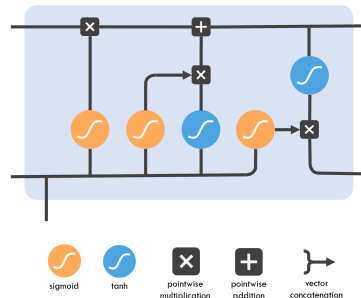 sigmoid
tanh
pointwise
multiplication
pointwise
addition
vector
concatenation